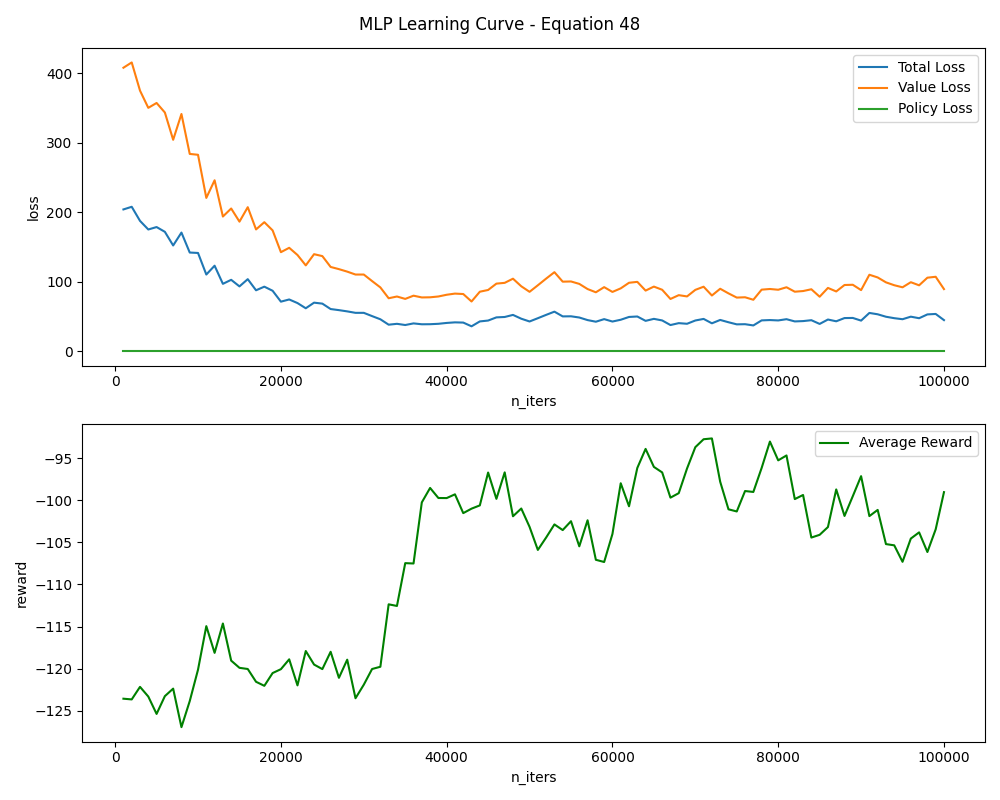 MLP Learning Curve - Equation 48
Total Loss
Value Loss
Policy Loss
400
300
200
100
0
loss
0
20000
40000
60000
80000
100000
n_iters
Average Reward
−95
−100
−105
−110
−115
−120
−125
reward
0
20000
40000
60000
80000
100000
n_iters